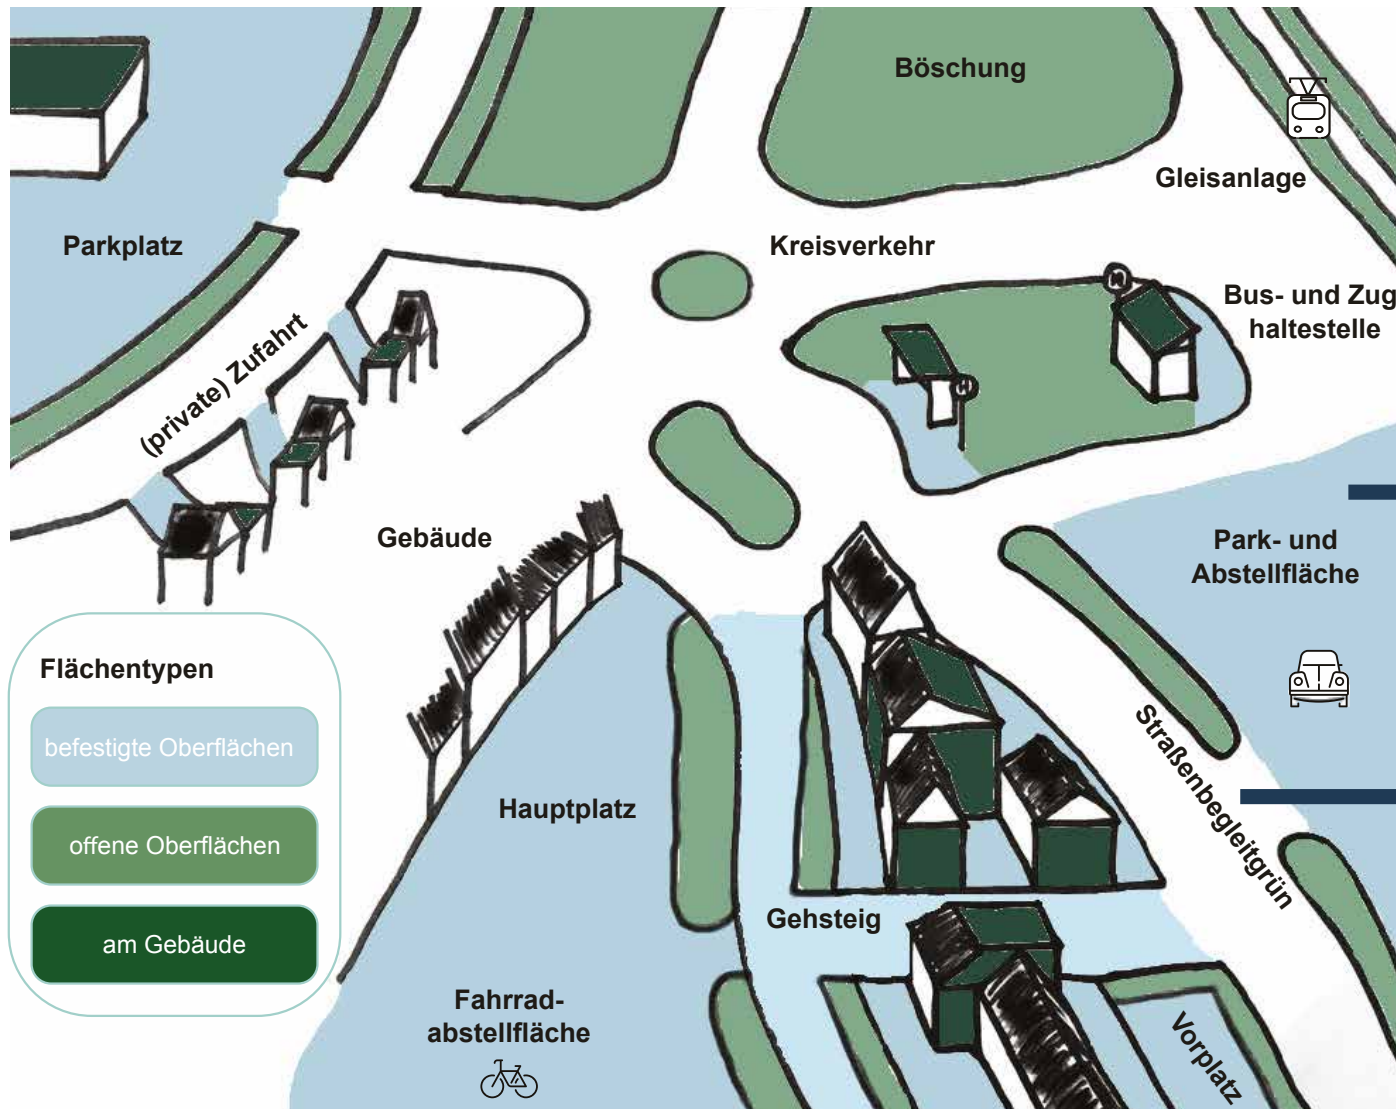 Böschung
Gleisanlage
Parkplatz
Kreisverkehr
Bus- und Zug
haltestelle
(private) Zufahrt
H
H
Gebäude
Park- und
Abstellfläche
Flächentypen
befestigte Oberflächen
offene Oberflächen
am Gebäude
Hauptplatz
Straßenbegleitgrün
Gehsteig
Fahrrad-
abstellfläche
Vorplatz